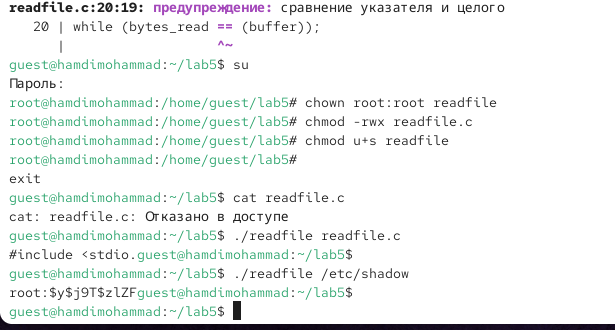 readfile.c:20:19: предупреждение: сравнение указателя и целого
   20 | while (bytes_read == (buffer));
      |                   ^~
guest@hamdimohammad:~/lab5$ su
Пароль:
root@hamdimohammad:/home/guest/lab5# chown root:root readfile
root@hamdimohammad:/home/guest/lab5# chmod -rwx readfile.c
root@hamdimohammad:/home/guest/lab5# chmod u+s readfile
root@hamdimohammad:/home/guest/lab5#
exit
guest@hamdimohammad:~/lab5$ cat readfile.c
cat: readfile.c: Отказано в доступе
guest@hamdimohammad:~/lab5$ ./readfile readfile.c
#include <stdio.guest@hamdimohammad:~/lab5$
guest@hamdimohammad:~/lab5$ ./readfile /etc/shadow
root:$y$j9T$zlZFguest@hamdimohammad:~/lab5$
guest@hamdimohammad:~/lab5$